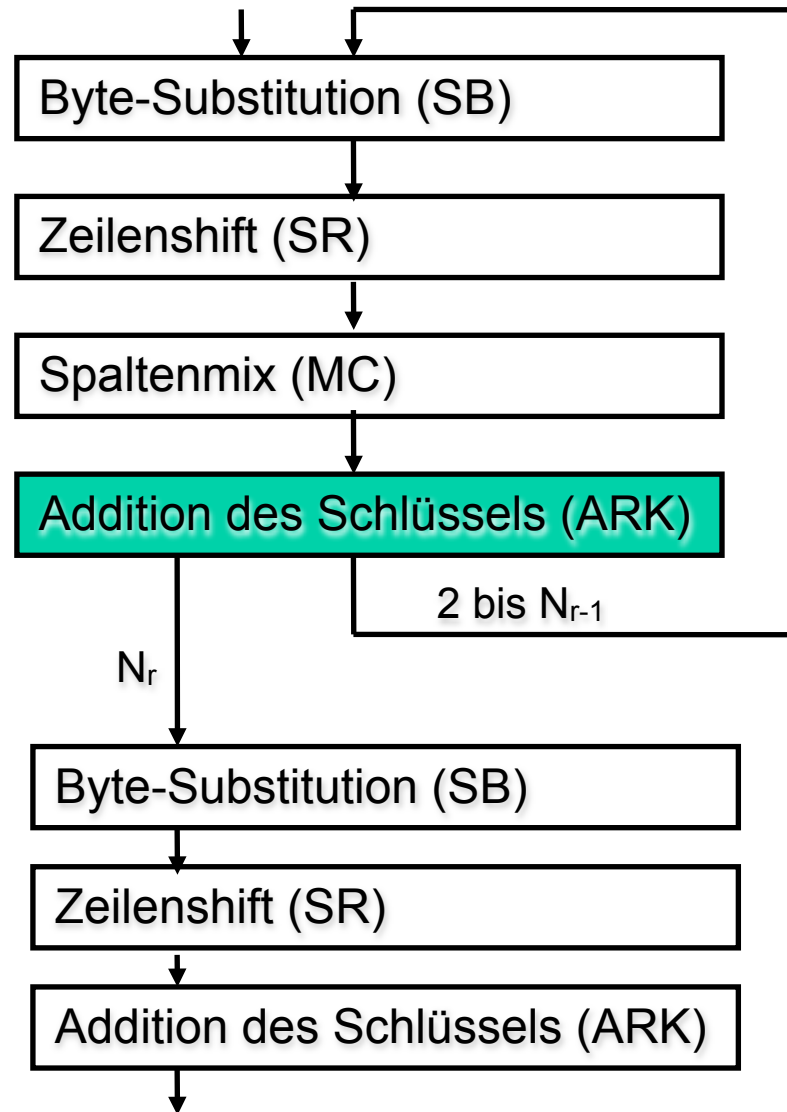 Byte-Substitution (SB)
Zeilenshift (SR)
Spaltenmix (MC)
Addition des Schlüssels (ARK)
2 bis Nr-1
Nr
Byte-Substitution (SB)
Zeilenshift (SR)
Addition des Schlüssels (ARK)